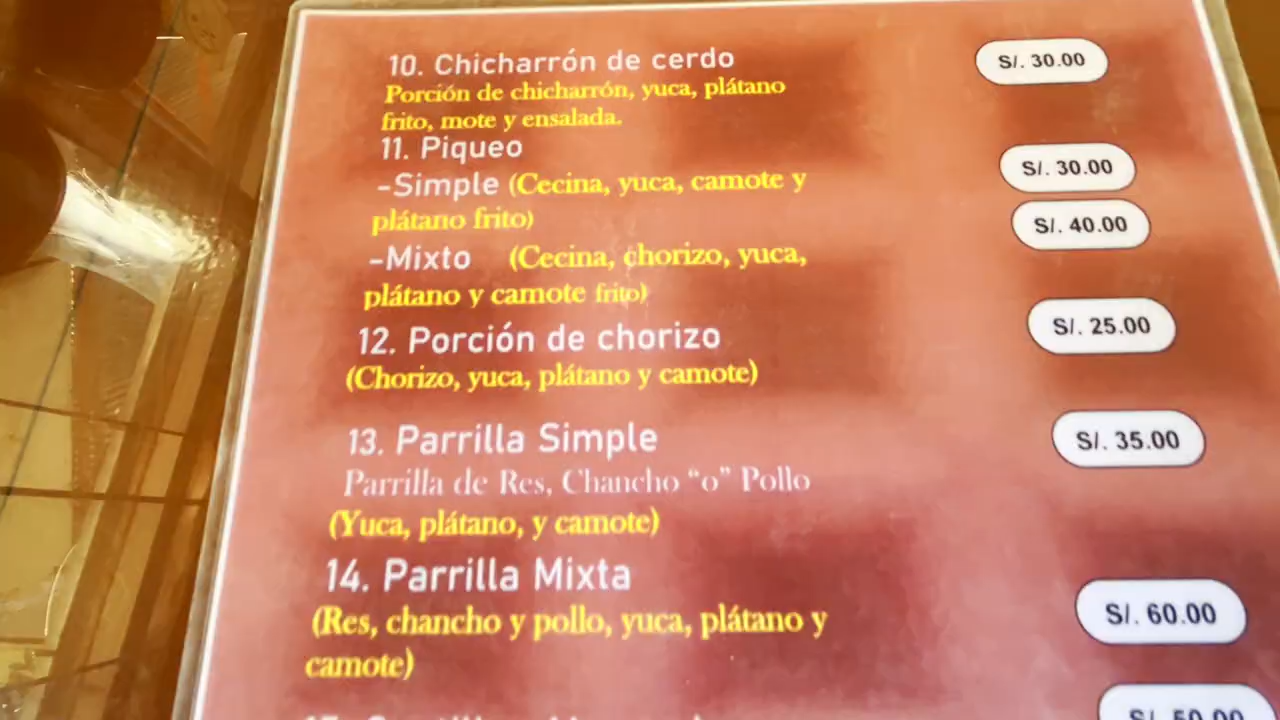 10. Chicharrón de cerdo S/. 30.00
Porción de chicharrón, yuca, plátano
frito, mote y ensalada.
11. Piqueo
-Simple (Cecina, yuca, camote y S/. 30.00
plátano frito)
-Mixto (Cecina, chorizo, yuca, S/. 40.00
plátano y camote frito)
12. Porción de chorizo S/. 25.00
(Chorizo, yuca, plátano y camote)
13. Parrilla Simple S/. 35.00
Parrilla de Res, Chancho “o” Pollo
(Yuca, plátano, y camote)
14. Parrilla Mixta S/. 60.00
(Res, chancho y pollo, yuca, plátano y
camote)
S/. 50.00